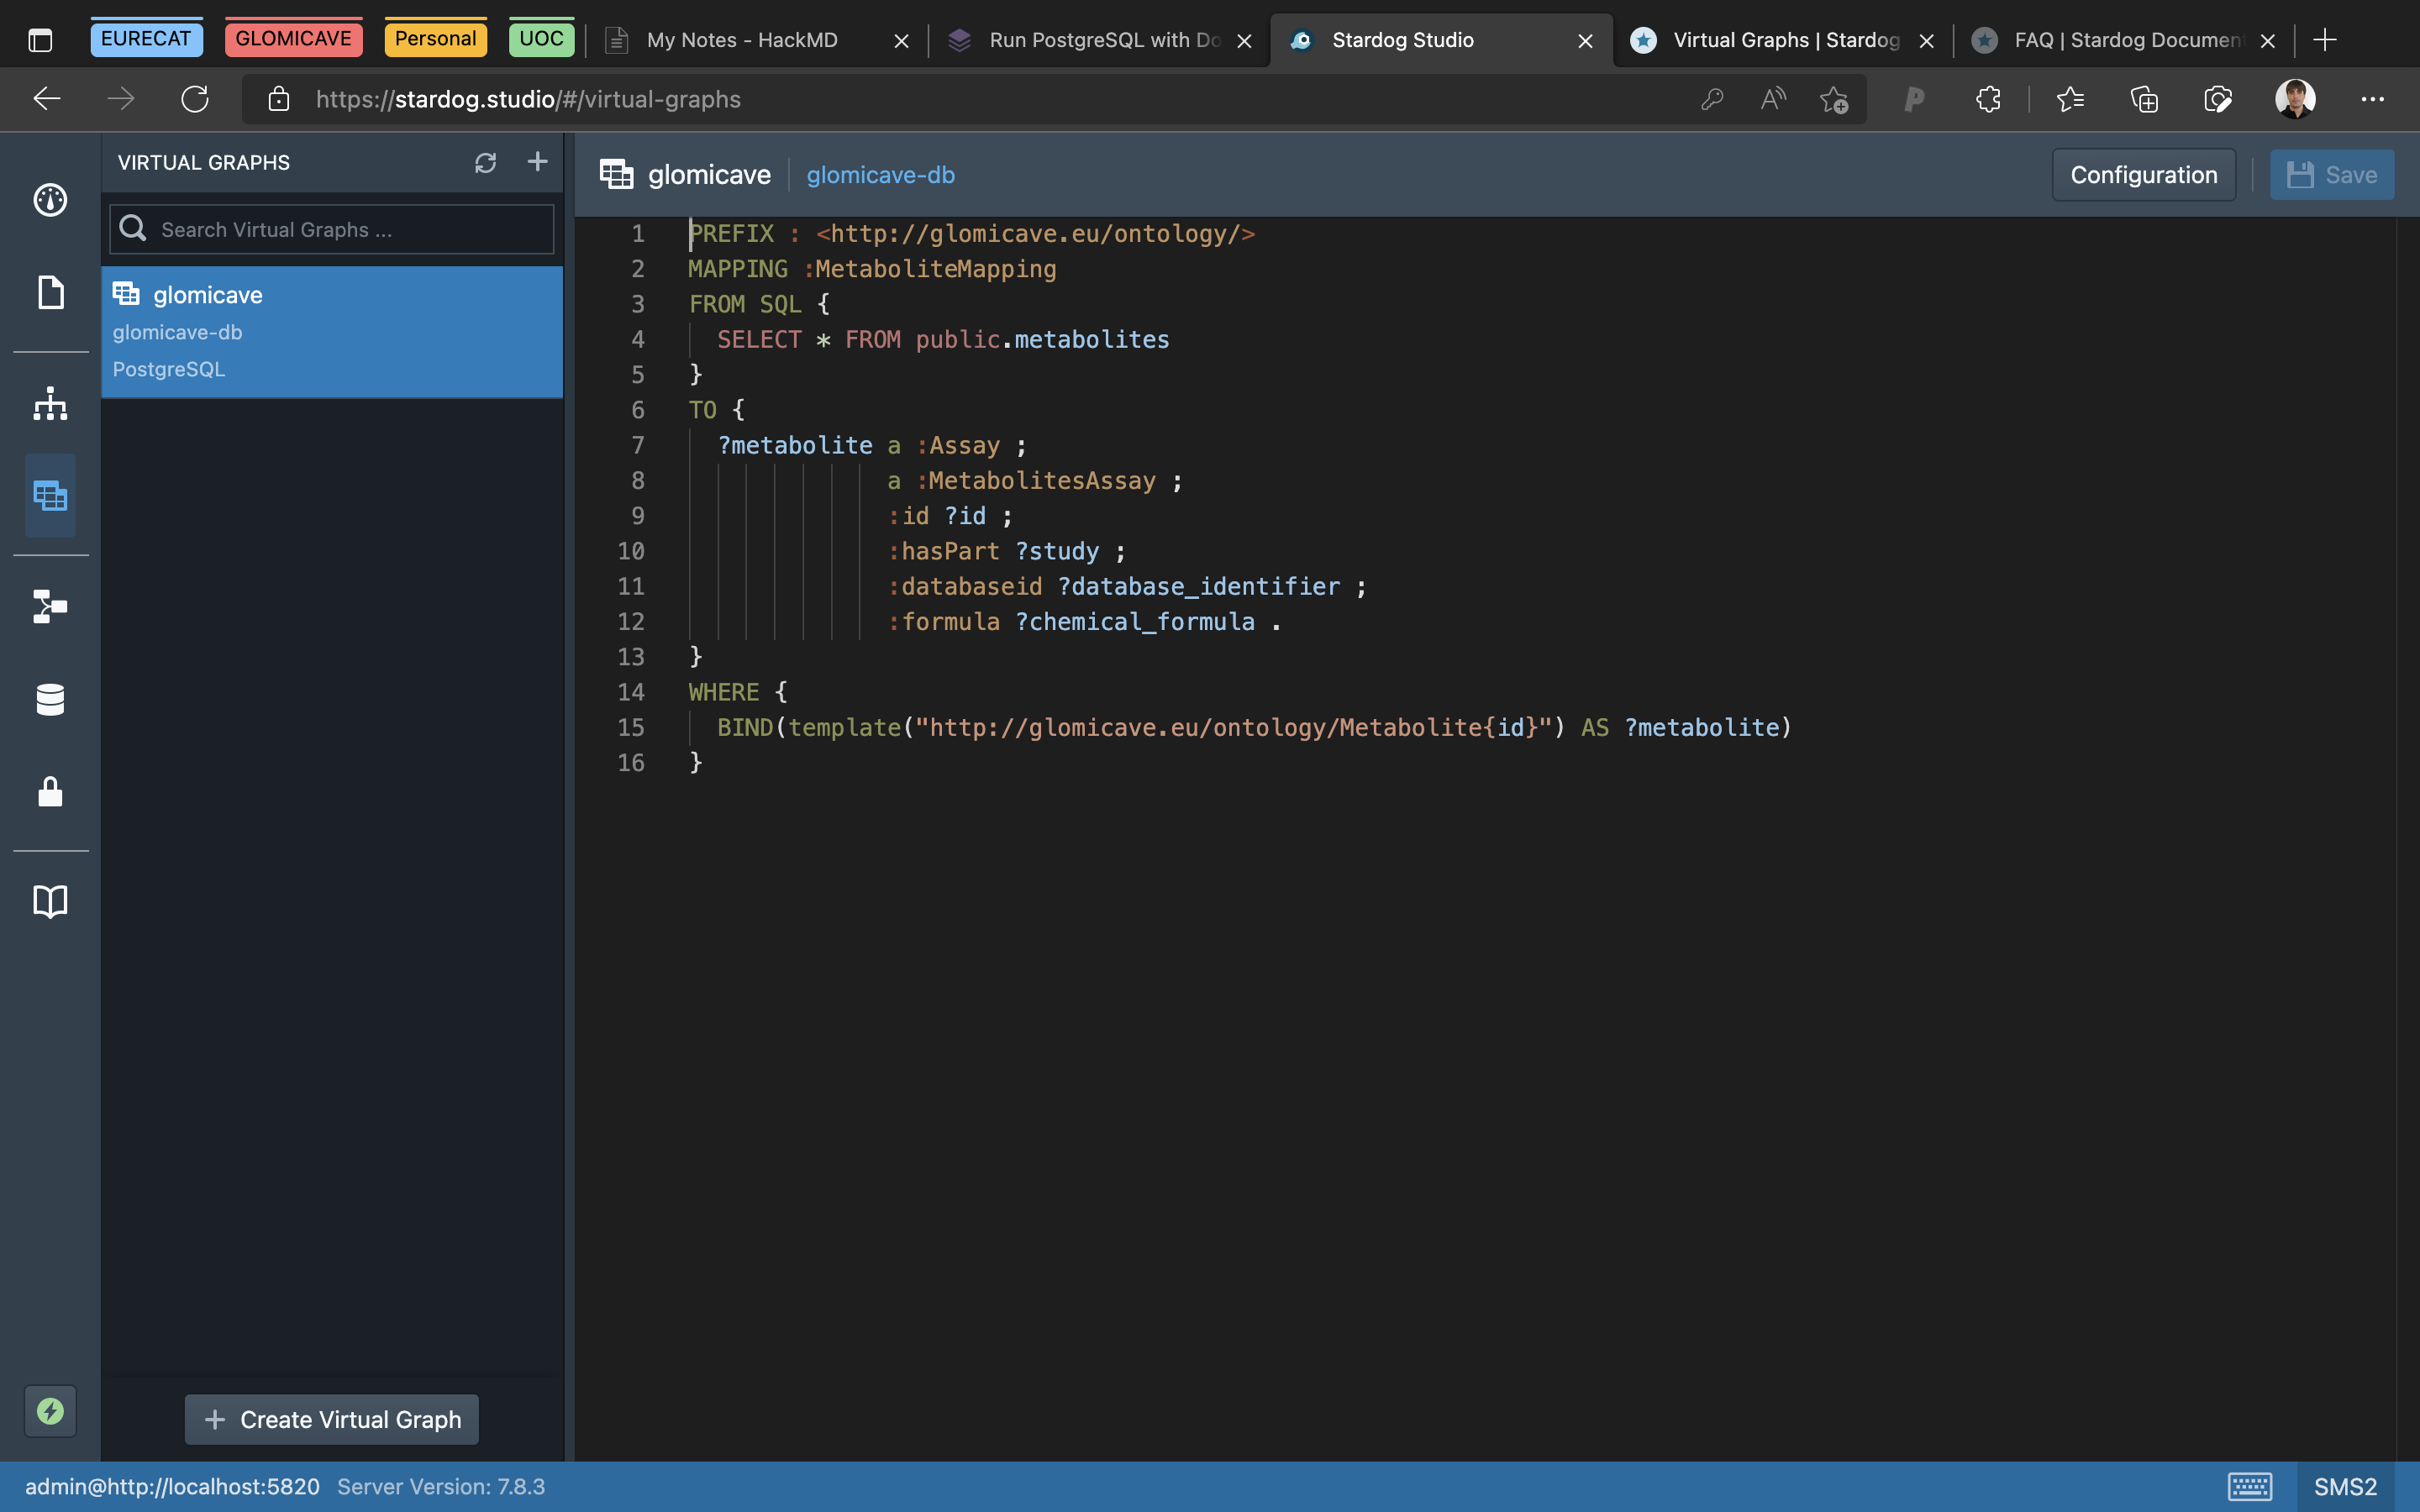 EURECAT GLOMICAVE Personal UOC My Notes - HackMD Run PostgreSQL with Do Stardog Studio Virtual Graphs | Stardog FAQ | Stardog Documen
https://stardog.studio/#/virtual-graphs
VIRTUAL GRAPHS
Search Virtual Graphs ...
glomicave
glomicave-db
PostgreSQL
Create Virtual Graph
glomicave glomicave-db Configuration Save
1 PREFIX : <http://glomicave.eu/ontology/>
2 MAPPING :MetaboliteMapping
3 FROM SQL {
4 SELECT * FROM public.metabolites
5 }
6 TO {
7 ?metabolite a :Assay ;
8 a :MetabolitesAssay ;
9 :id ?id ;
10 :hasPart ?study ;
11 :databaseid ?database_identifier ;
12 :formula ?chemical_formula .
13 }
14 WHERE {
15 BIND(template("http://glomicave.eu/ontology/Metabolite{id}") AS ?metabolite)
16 }
admin@http://localhost:5820 Server Version: 7.8.3 SMS2